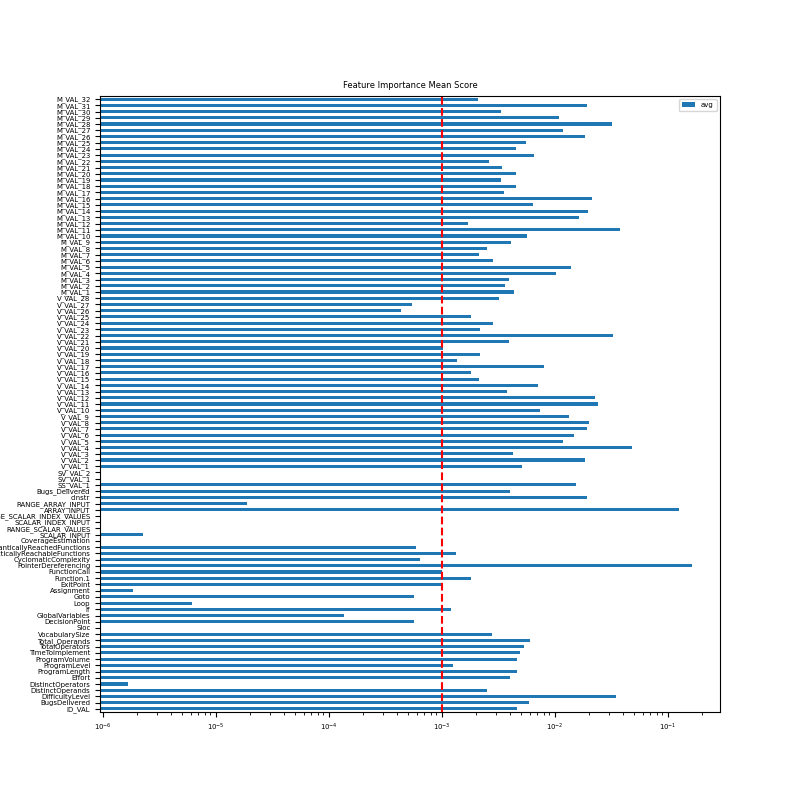 Feature Importance Mean Score
avg
M_VAL_32
M_VAL_31
M_VAL_30
M_VAL_29
M_VAL_28
M_VAL_27
M_VAL_26
M_VAL_25
M_VAL_24
M_VAL_23
M_VAL_22
M_VAL_21
M_VAL_20
M_VAL_19
M_VAL_18
M_VAL_17
M_VAL_16
M_VAL_15
M_VAL_14
M_VAL_13
M_VAL_12
M_VAL_11
M_VAL_10
M_VAL_9
M_VAL_8
M_VAL_7
M_VAL_6
M_VAL_5
M_VAL_4
M_VAL_3
M_VAL_2
M_VAL_1
V_VAL_28
V_VAL_27
V_VAL_26
V_VAL_25
V_VAL_24
V_VAL_23
V_VAL_22
V_VAL_21
V_VAL_20
V_VAL_19
V_VAL_18
V_VAL_17
V_VAL_16
V_VAL_15
V_VAL_14
V_VAL_13
V_VAL_12
V_VAL_11
V_VAL_10
V_VAL_9
V_VAL_8
V_VAL_7
V_VAL_6
V_VAL_5
V_VAL_4
V_VAL_3
V_VAL_2
V_VAL_1
SV_VAL_2
SV_VAL_1
SS_VAL_1
Bugs_Delivered
cinstr
RANGE_ARRAY_INPUT
ARRAY_INPUT
GE_SCALAR_INDEX_VALUES
SCALAR_INDEX_INPUT
RANGE_SCALAR_VALUES
SCALAR_INPUT
CoverageEstimation
anticallyReachedFunctions
ticallyReachableFunctions
CyclomaticComplexity
PointerDereferencing
FunctionCall
Function.1
ExitPoint
Assignment
Goto
Loop
If
GlobalVariables
DecisionPoint
Sloc
VocabularySize
Total_Operands
TotalOperators
TimeToImplement
ProgramVolume
ProgramLevel
ProgramLength
Effort
DistinctOperators
DistinctOperands
DifficultyLevel
BugsDelivered
ID_VAL
10⁻⁶ 10⁻⁵ 10⁻⁴ 10⁻³ 10⁻² 10⁻¹